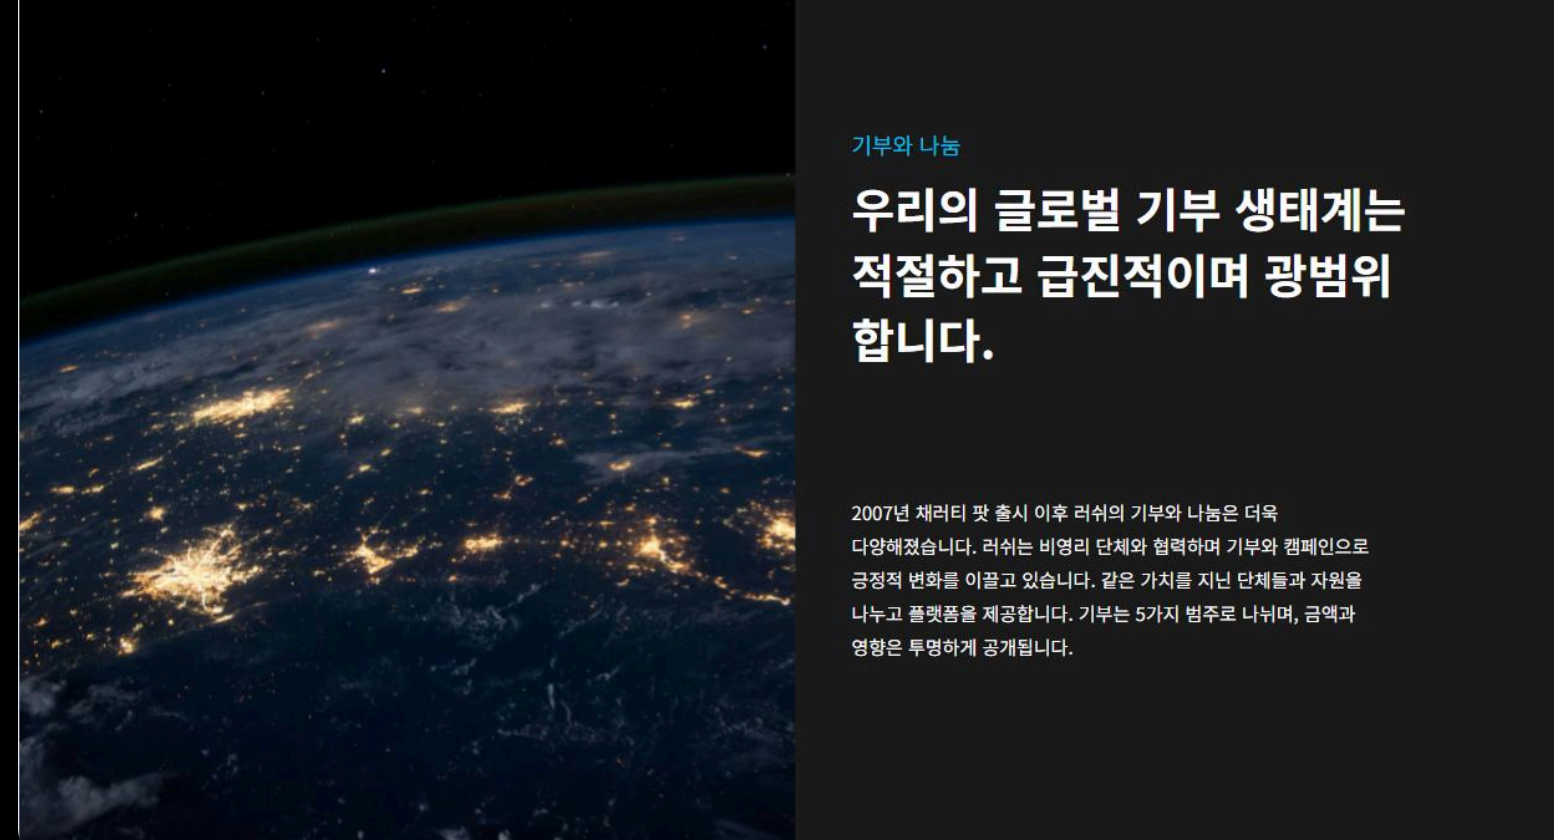 기부와 나눔
우리의 글로벌 기부 생태계는
적절하고 급진적이며 광범위
합니다.
2007년 채러티 팟 출시 이후 러쉬의 기부와 나눔은 더욱
다양해졌습니다. 러쉬는 비영리 단체와 협력하며 기부와 캠페인으로
긍정적 변화를 이끌고 있습니다. 같은 가치를 지닌 단체들과 자원을
나누고 플랫폼을 제공합니다. 기부는 5가지 범주로 나뉘며, 금액과
영향은 투명하게 공개됩니다.